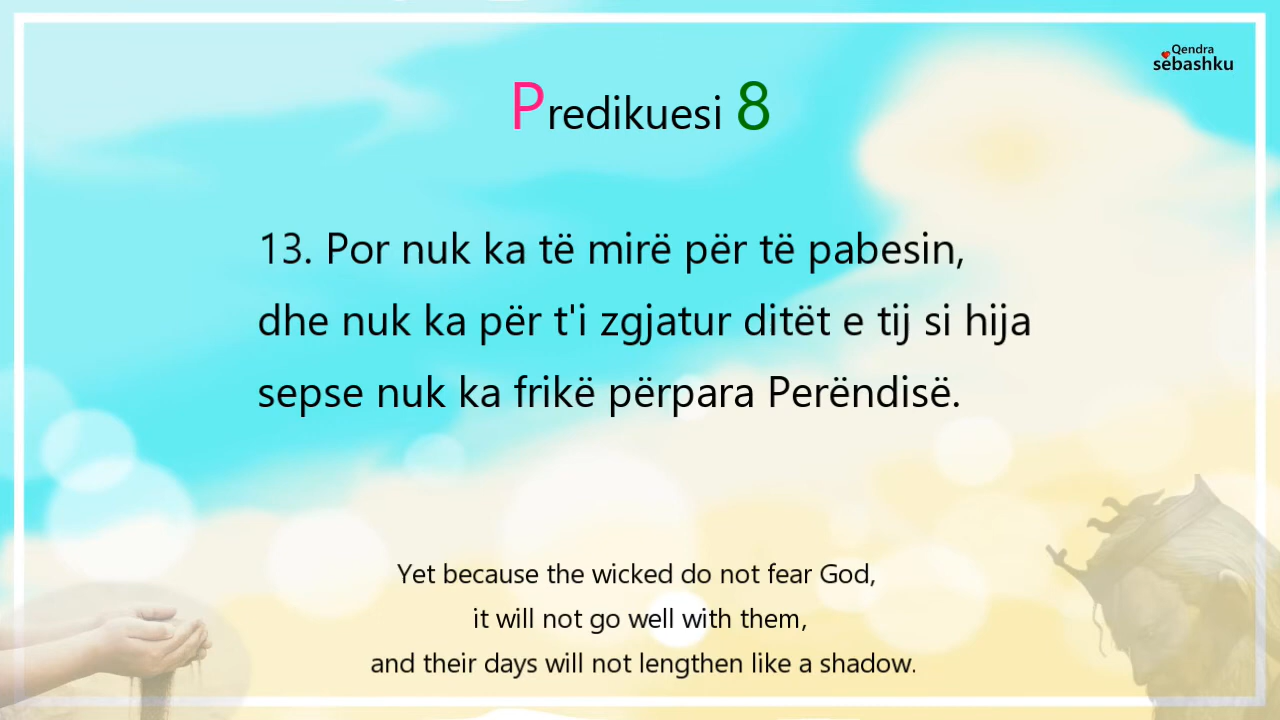 Qendra
sëbashku
Predikuesi 8
13. Por nuk ka të mirë për të pabesin,
dhe nuk ka për t'i zgjatur ditët e tij si hija
sepse nuk ka frikë përpara Perëndisë.
Yet because the wicked do not fear God,
it will not go well with them,
and their days will not lengthen like a shadow.